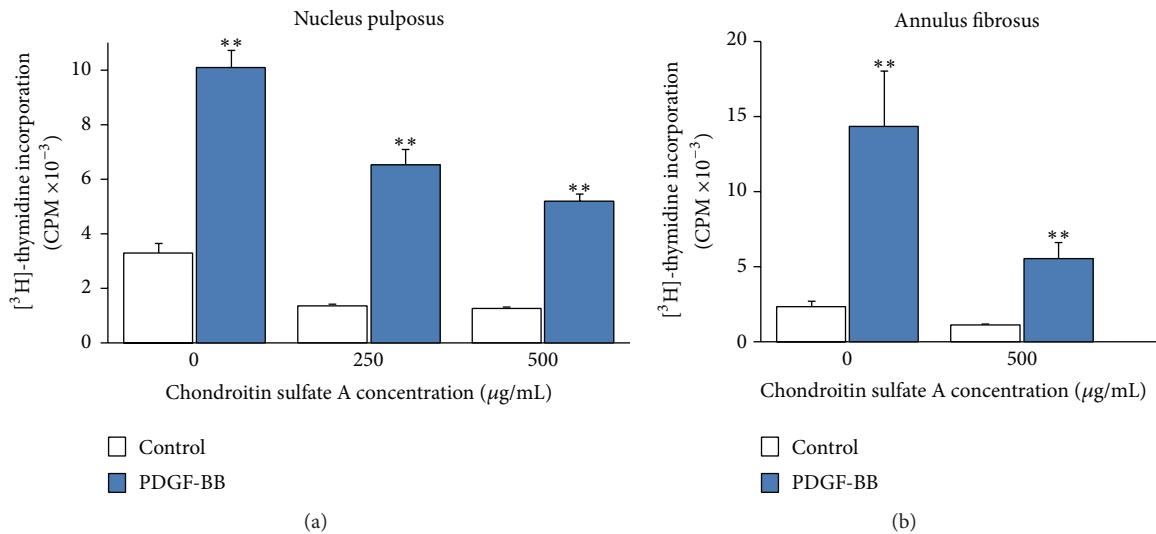 Nucleus pulposus
[³H]-thymidine incorporation
(CPM ×10⁻³)
10
8
6
4
2
0
**
**
**
0 250 500
Chondroitin sulfate A concentration (μg/mL)
Control
PDGF-BB
(a)
Annulus fibrosus
[³H]-thymidine incorporation
(CPM ×10⁻³)
20
15
10
5
0
**
**
0 500
Chondroitin sulfate A concentration (μg/mL)
Control
PDGF-BB
(b)